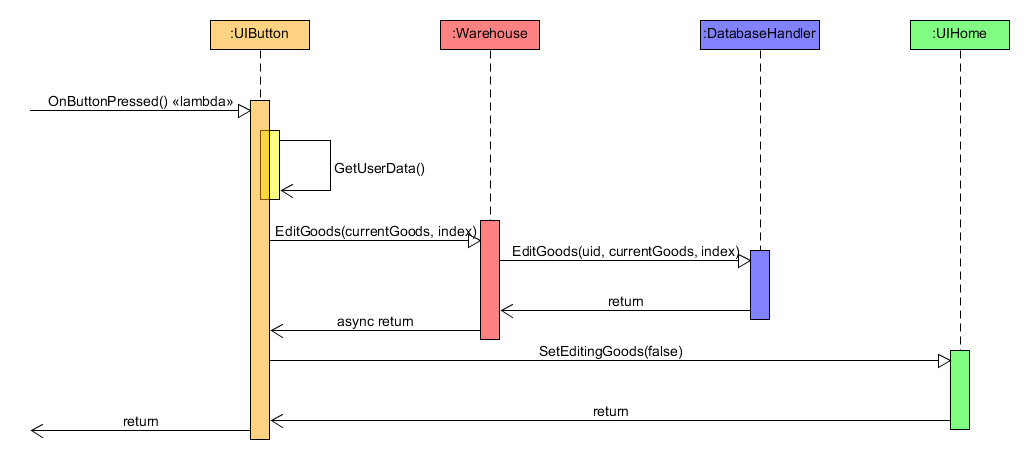 :UIButton
:Warehouse
:DatabaseHandler
:UIHome
OnButtonPressed() «lambda»
GetUserData()
EditGoods(currentGoods, index)
EditGoods(uid, currentGoods, index)
return
async return
SetEditingGoods(false)
return
return